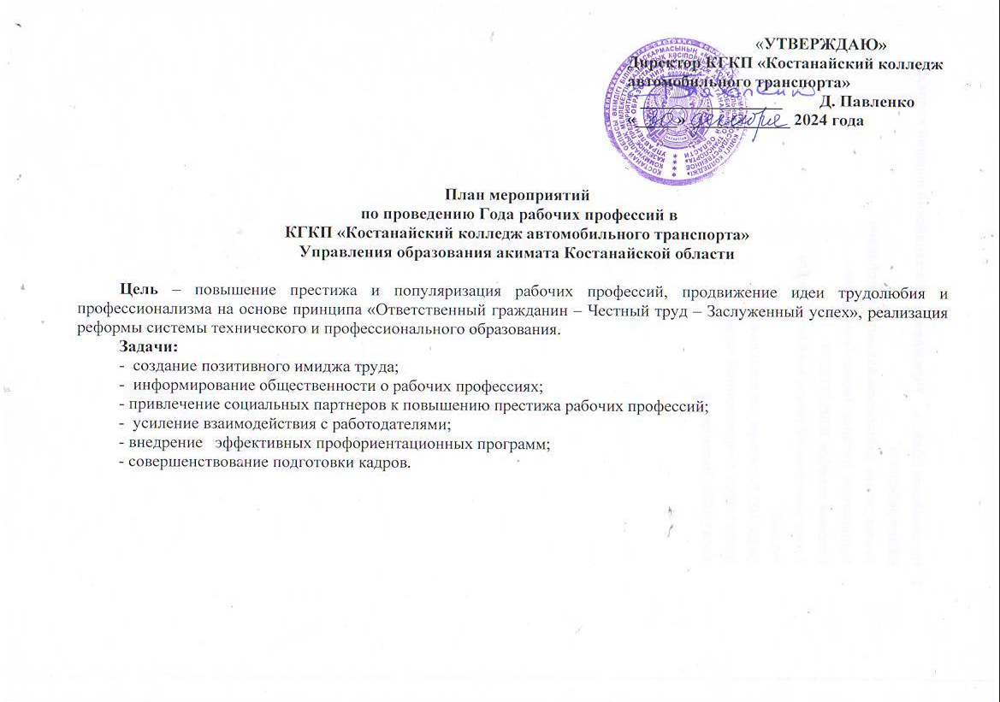 «УТВЕРЖДАЮ»
Директор КГКП «Костанайский колледж
автомобильного транспорта»
Д. Павленко
« 30 » декабря 2024 года
План мероприятий
по проведению Года рабочих профессий в
КГКП «Костанайский колледж автомобильного транспорта»
Управления образования акимата Костанайской области
Цель – повышение престижа и популяризация рабочих профессий, продвижение идеи трудолюбия и
профессионализма на основе принципа «Ответственный гражданин – Честный труд – Заслуженный успех», реализация
реформы системы технического и профессионального образования.
Задачи:
- создание позитивного имиджа труда;
- информирование общественности о рабочих профессиях;
- привлечение социальных партнеров к повышению престижа рабочих профессий;
- усиление взаимодействия с работодателями;
- внедрение эффективных профориентационных программ;
- совершенствование подготовки кадров.